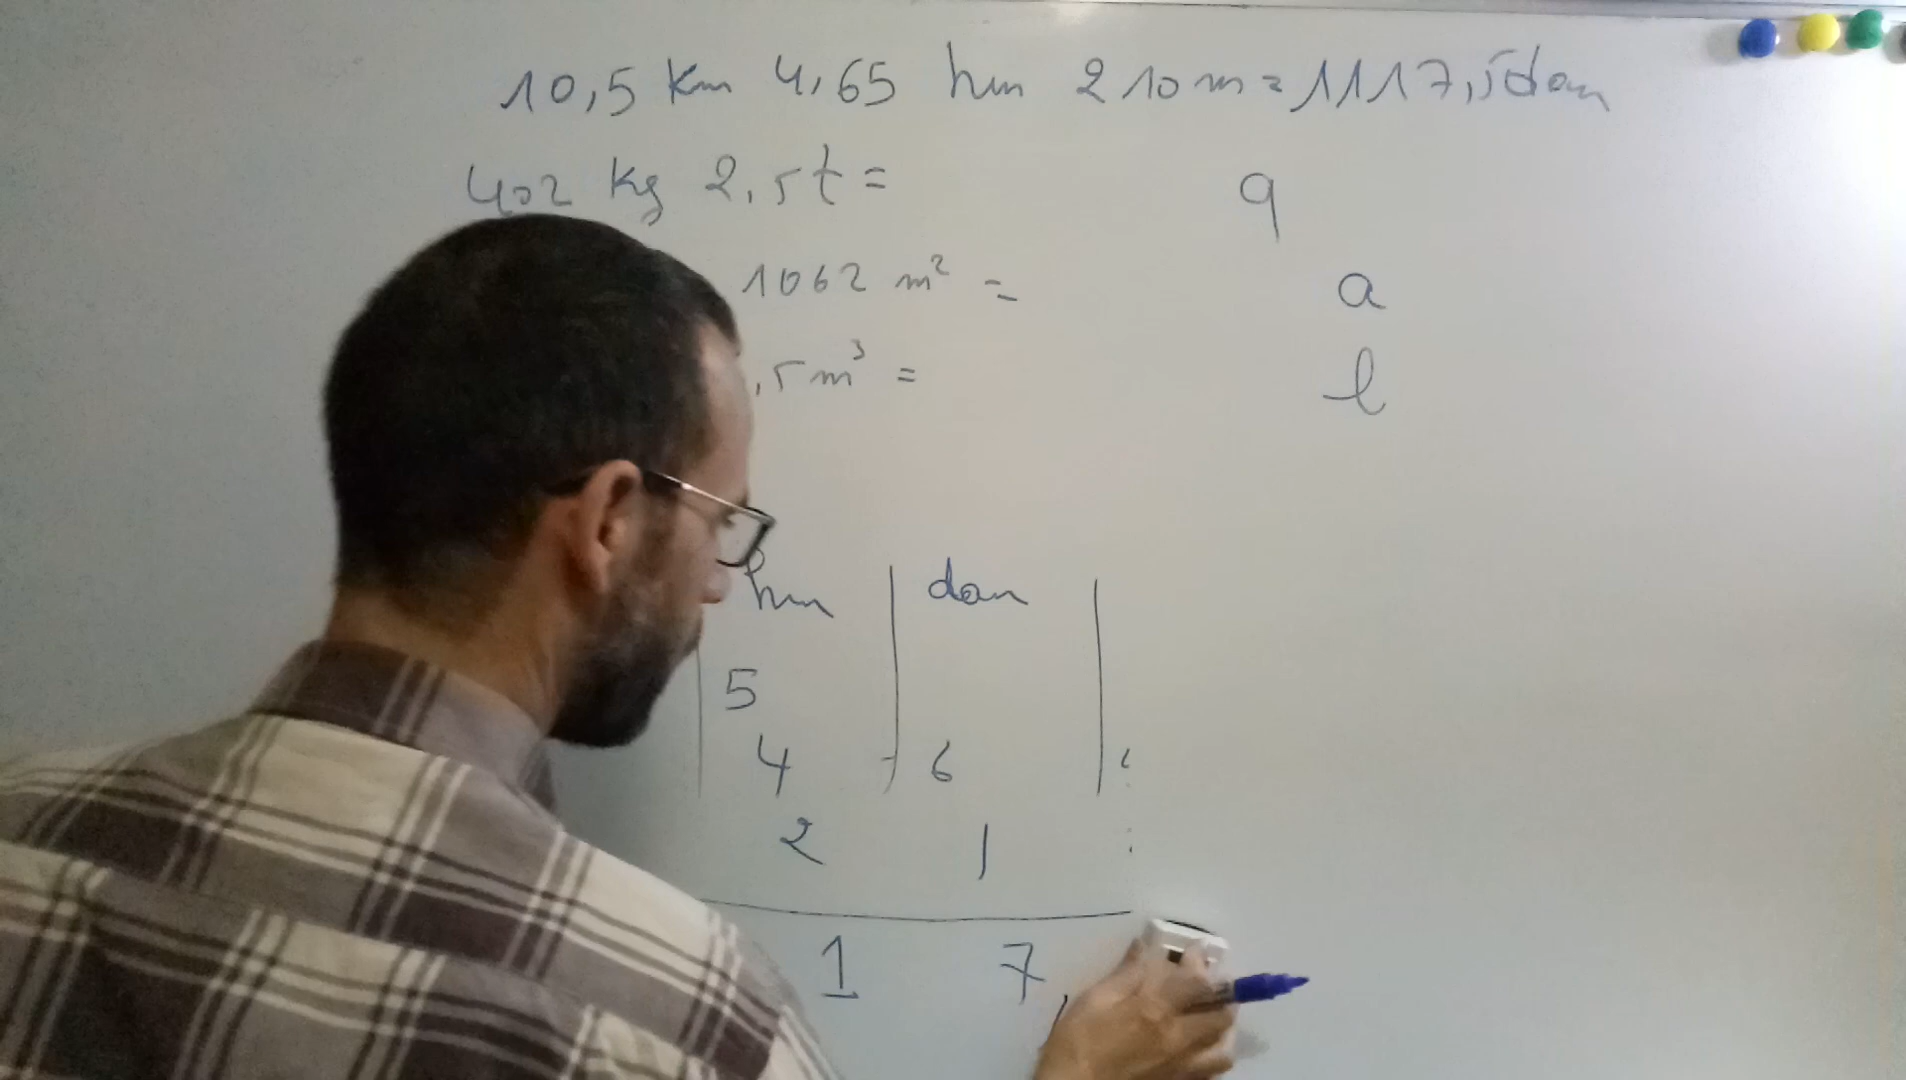 10,5 Km 4,65 hm 210 m = 1117,5 dam
402 kg 2,5 t = q
1062 m² = a
,5 m³ = l
hm dam
5
4 6
2 1
1 7,